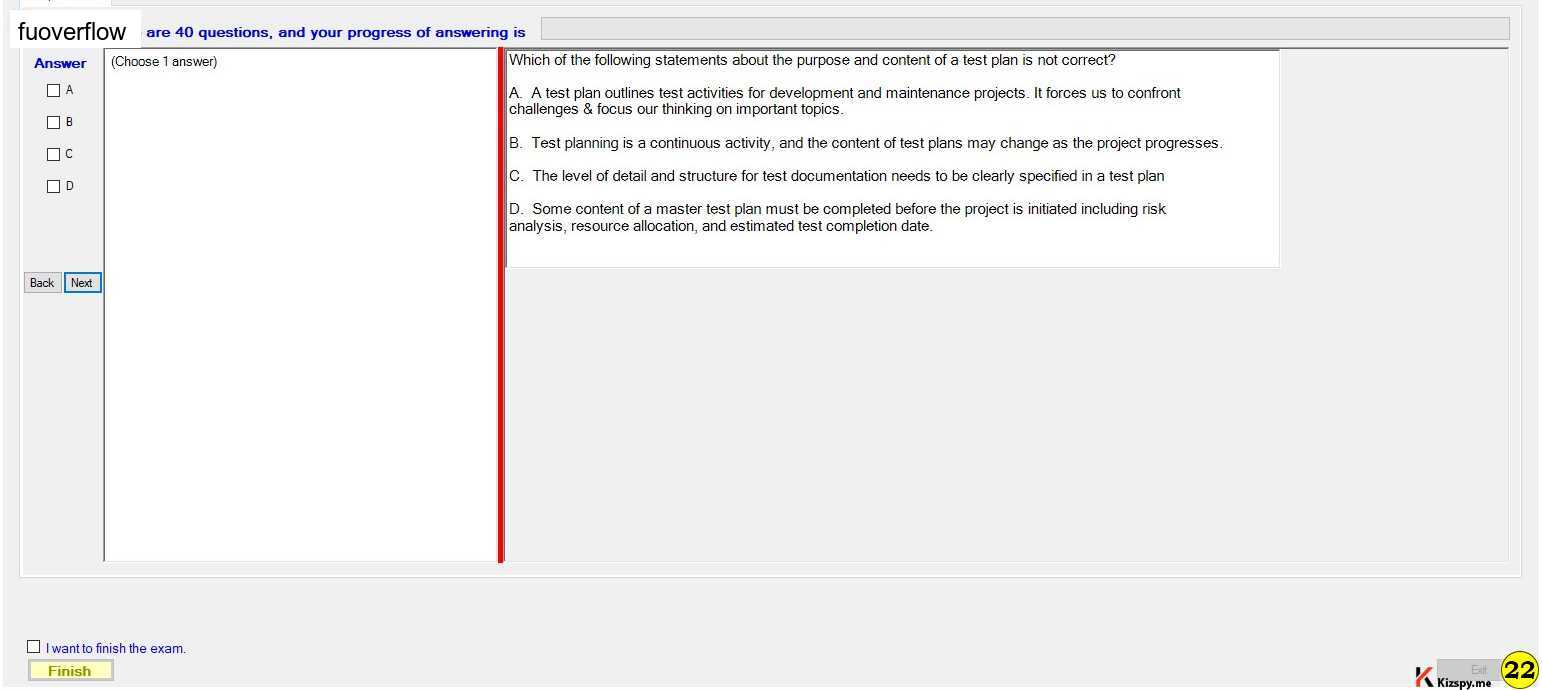 fuoverflow are 40 questions, and your progress of answering is
Answer
A
B
C
D
Back Next
(Choose 1 answer)
Which of the following statements about the purpose and content of a test plan is not correct?
A. A test plan outlines test activities for development and maintenance projects. It forces us to confront
challenges & focus our thinking on important topics.
B. Test planning is a continuous activity, and the content of test plans may change as the project progresses.
C. The level of detail and structure for test documentation needs to be clearly specified in a test plan
D. Some content of a master test plan must be completed before the project is initiated including risk
analysis, resource allocation, and estimated test completion date.
I want to finish the exam.
Finish
Exit
22
Kizspy.me